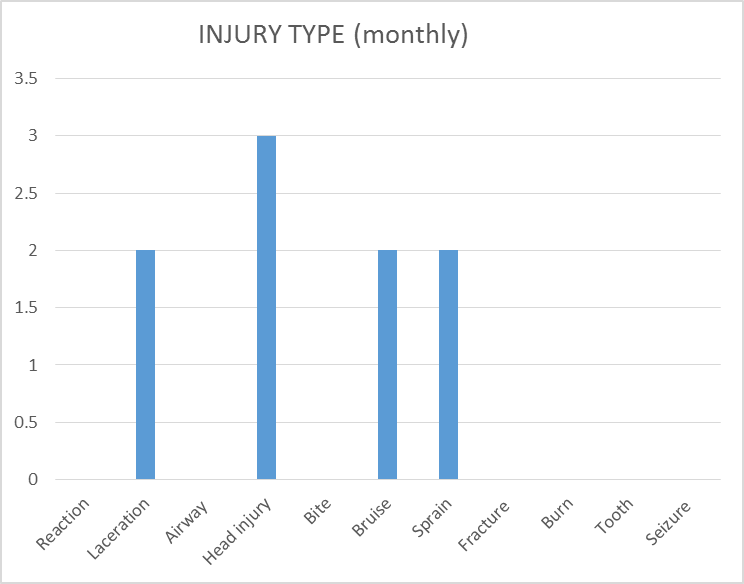 INJURY TYPE (monthly)
3.5
3
2.5
2
1.5
1
0.5
0
Reaction
Laceration
Airway
Head injury
Bite
Bruise
Sprain
Fracture
Burn
Tooth
Seizure